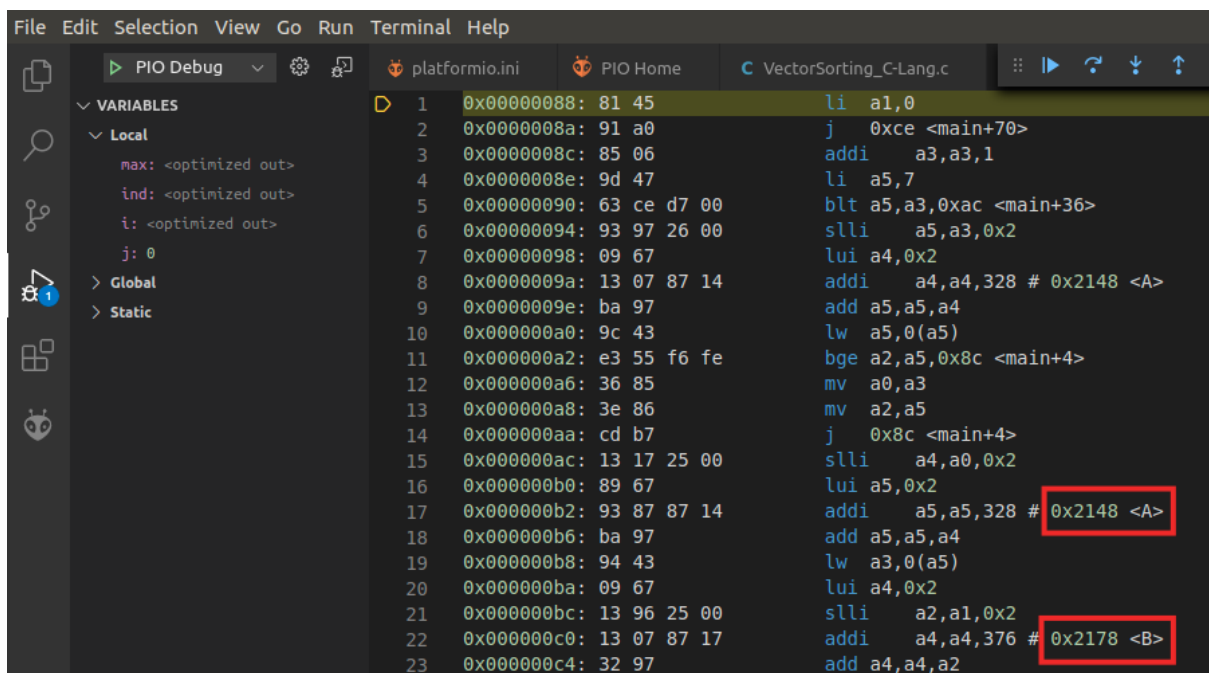 File Edit Selection View Go Run Terminal Help
PIO Debug
platformio.ini
PIO Home
C VectorSorting_C-Lang.c
VARIABLES
Local
max: <optimized out>
ind: <optimized out>
i: <optimized out>
j: 0
Global
Static
1
1 0x00000088: 81 45 li a1,0
2 0x0000008a: 91 a0 j 0xce <main+70>
3 0x0000008c: 85 06 addi a3,a3,1
4 0x0000008e: 9d 47 li a5,7
5 0x00000090: 63 ce d7 00 blt a5,a3,0xac <main+36>
6 0x00000094: 93 97 26 00 slli a5,a3,0x2
7 0x00000098: 09 67 lui a4,0x2
8 0x0000009a: 13 07 87 14 addi a4,a4,328 # 0x2148 <A>
9 0x0000009e: ba 97 add a5,a5,a4
10 0x000000a0: 9c 43 lw a5,0(a5)
11 0x000000a2: e3 55 f6 fe bge a2,a5,0x8c <main+4>
12 0x000000a6: 36 85 mv a0,a3
13 0x000000a8: 3e 86 mv a2,a5
14 0x000000aa: cd b7 j 0x8c <main+4>
15 0x000000ac: 13 17 25 00 slli a4,a0,0x2
16 0x000000b0: 89 67 lui a5,0x2
17 0x000000b2: 93 87 87 14 addi a5,a5,328 # 0x2148 <A>
18 0x000000b6: ba 97 add a5,a5,a4
19 0x000000b8: 94 43 lw a3,0(a5)
20 0x000000ba: 09 67 lui a4,0x2
21 0x000000bc: 13 96 25 00 slli a2,a1,0x2
22 0x000000c0: 13 07 87 17 addi a4,a4,376 # 0x2178 <B>
23 0x000000c4: 32 97 add a4,a4,a2